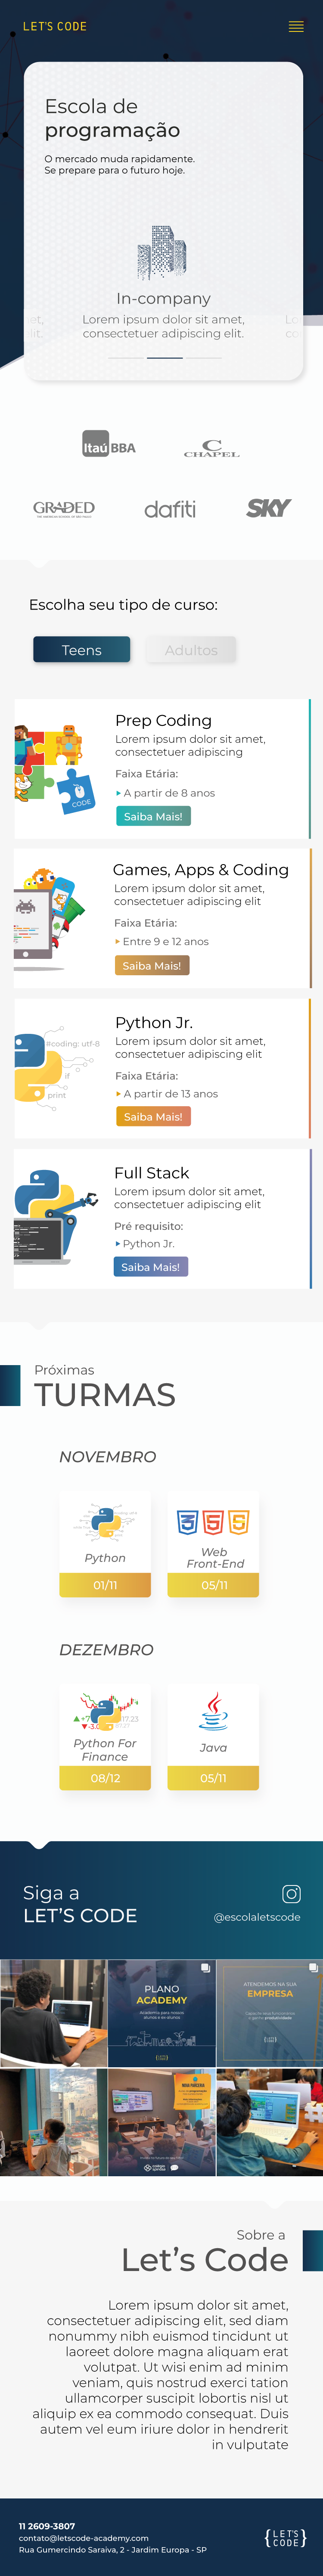 LET'S CODE
Escola de
programação
O mercado muda rapidamente.
Se prepare para o futuro hoje.
In-company
Lorem ipsum dolor sit amet,
consectetuer adipiscing elit.
Itaú BBA
CHAPEL
GRADED
dafiti
SKY
Escolha seu tipo de curso:
Teens
Adultos
CODE
Prep Coding
Lorem ipsum dolor sit amet,
consectetuer adipiscing
Faixa Etária:
A partir de 8 anos
Saiba Mais!
Games, Apps & Coding
Lorem ipsum dolor sit amet,
consectetuer adipiscing elit
Faixa Etária:
Entre 9 e 12 anos
Saiba Mais!
#coding: utf-8
if
print
Python Jr.
Lorem ipsum dolor sit amet,
consectetuer adipiscing elit
Faixa Etária:
A partir de 13 anos
Saiba Mais!
Full Stack
Lorem ipsum dolor sit amet,
consectetuer adipiscing elit
Pré requisito:
Python Jr.
Saiba Mais!
Próximas
TURMAS
NOVEMBRO
Python
01/11
Web
Front-End
05/11
DEZEMBRO
Python For
Finance
08/12
Java
05/11
Siga a
LET'S CODE
@escolaletscode
PLANO
ACADEMY
ATENDEMOS NA SUA
EMPRESA
NOVA PARCERIA
Sobre a
Let's Code
Lorem ipsum dolor sit amet,
consectetuer adipiscing elit, sed diam
nonummy nibh euismod tincidunt ut
laoreet dolore magna aliquam erat
volutpat. Ut wisi enim ad minim
veniam, quis nostrud exerci tation
ullamcorper suscipit lobortis nisl ut
aliquip ex ea commodo consequat. Duis
autem vel eum iriure dolor in hendrerit
in vulputate
11 2609-3807
contato@letscode-academy.com
Rua Gumercindo Saraiva, 2 - Jardim Europa - SP
{LET'S
CODE}